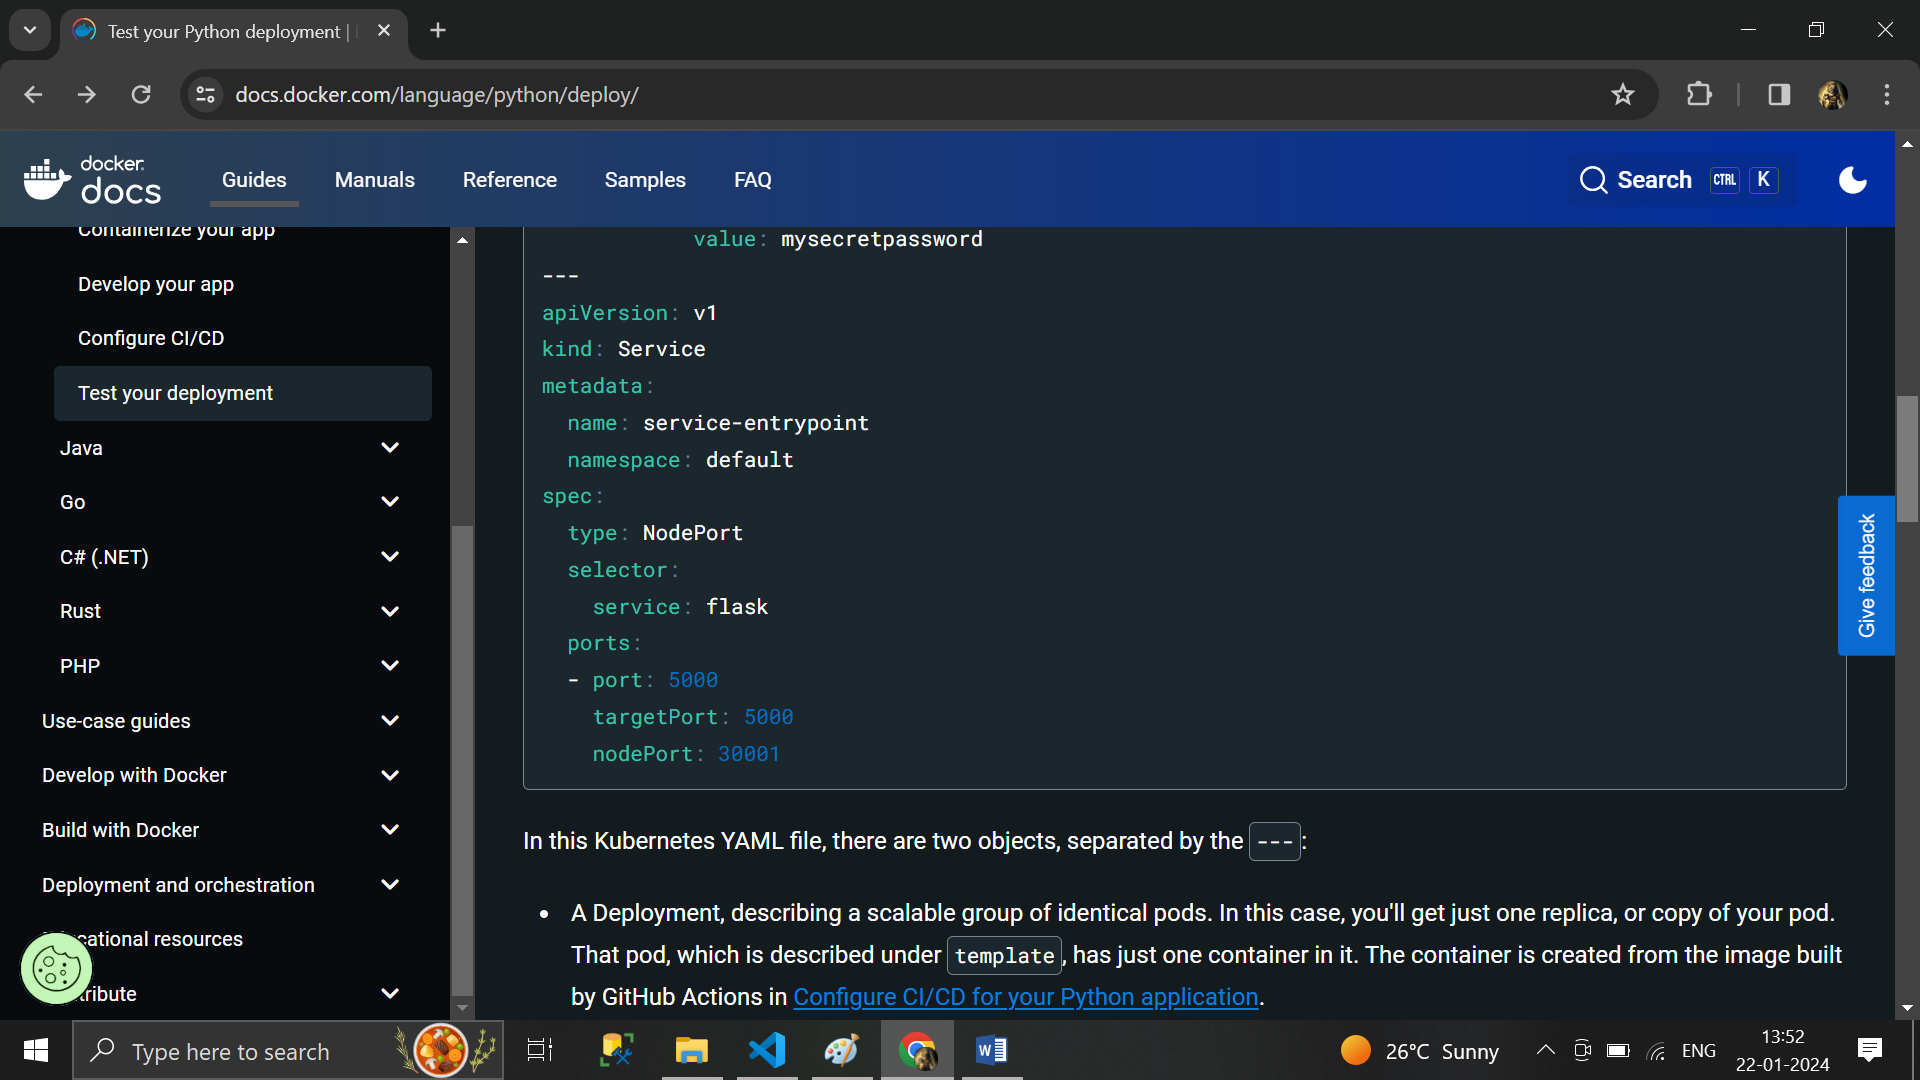 Test your Python deployment |
docs.docker.com/language/python/deploy/
docker docs
Guides
Manuals
Reference
Samples
FAQ
Search
CTRL
K
Containerize your app
Develop your app
Configure CI/CD
Test your deployment
Java
Go
C# (.NET)
Rust
PHP
Use-case guides
Develop with Docker
Build with Docker
Deployment and orchestration
cational resources
tribute
value: mysecretpassword
---
apiVersion: v1
kind: Service
metadata:
  name: service-entrypoint
  namespace: default
spec:
  type: NodePort
  selector:
    service: flask
  ports:
  - port: 5000
    targetPort: 5000
    nodePort: 30001
In this Kubernetes YAML file, there are two objects, separated by the ---:
• A Deployment, describing a scalable group of identical pods. In this case, you'll get just one replica, or copy of your pod.
That pod, which is described under template, has just one container in it. The container is created from the image built
by GitHub Actions in Configure CI/CD for your Python application.
Give feedback
Type here to search
26°C Sunny
ENG
13:52
22-01-2024